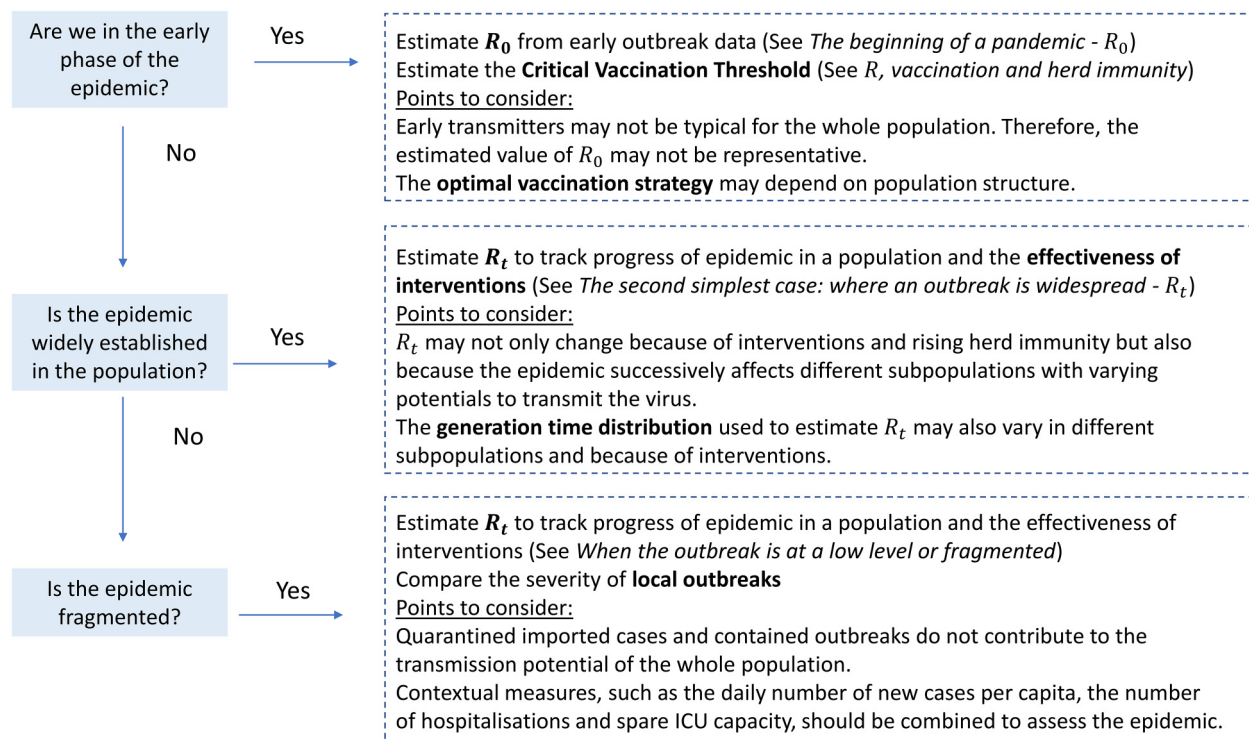 Are we in the early
phase of the
epidemic?
Yes
Estimate R₀ from early outbreak data (See The beginning of a pandemic - R₀)
Estimate the Critical Vaccination Threshold (See R, vaccination and herd immunity)
Points to consider:
Early transmitters may not be typical for the whole population. Therefore, the
estimated value of R₀ may not be representative.
The optimal vaccination strategy may depend on population structure.
No
Is the epidemic
widely established
in the population?
Yes
Estimate Rₜ to track progress of epidemic in a population and the effectiveness of
interventions (See The second simplest case: where an outbreak is widespread - Rₜ)
Points to consider:
Rₜ may not only change because of interventions and rising herd immunity but also
because the epidemic successively affects different subpopulations with varying
potentials to transmit the virus.
The generation time distribution used to estimate Rₜ may also vary in different
subpopulations and because of interventions.
No
Is the epidemic
fragmented?
Yes
Estimate Rₜ to track progress of epidemic in a population and the effectiveness of
interventions (See When the outbreak is at a low level or fragmented)
Compare the severity of local outbreaks
Points to consider:
Quarantined imported cases and contained outbreaks do not contribute to the
transmission potential of the whole population.
Contextual measures, such as the daily number of new cases per capita, the number
of hospitalisations and spare ICU capacity, should be combined to assess the epidemic.